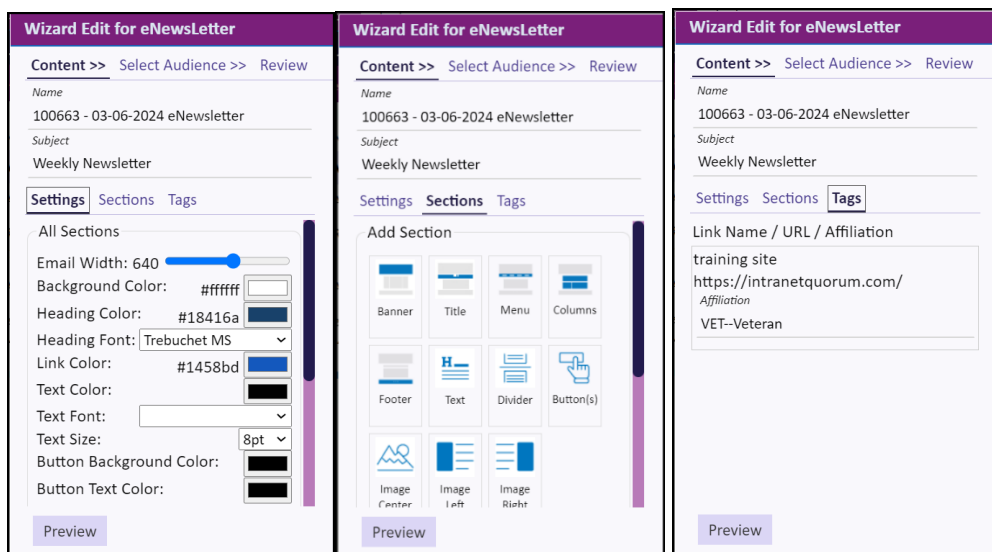 Wizard Edit for eNewsLetter
Content >> Select Audience >> Review
Name
100663 - 03-06-2024 eNewsletter
Subject
Weekly Newsletter
Settings Sections Tags
All Sections
Email Width: 640
Background Color: #ffffff
Heading Color: #18416a
Heading Font: Trebuchet MS
Link Color: #1458bd
Text Color:
Text Font:
Text Size: 8pt
Button Background Color:
Button Text Color:
Preview
Wizard Edit for eNewsLetter
Content >> Select Audience >> Review
Name
100663 - 03-06-2024 eNewsletter
Subject
Weekly Newsletter
Settings Sections Tags
Add Section
Banner Title Menu Columns
Footer Text Divider Button(s)
Image Image Image
Center Left Right
Preview
Wizard Edit for eNewsLetter
Content >> Select Audience >> Review
Name
100663 - 03-06-2024 eNewsletter
Subject
Weekly Newsletter
Settings Sections Tags
Link Name / URL / Affiliation
training site
https://intranetquorum.com/
Affiliation
VET--Veteran
Preview